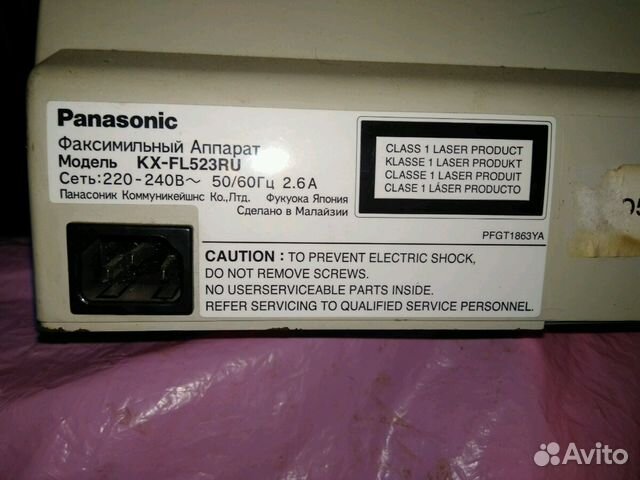 Panasonic
Факсимильный Аппарат
Модель KX-FL523RU
Сеть:220-240В~ 50/60Гц 2.6А
Панасоник Коммуникейшнс Ко.,Лтд. Фукуока Япония
Сделано в Малайзии
CLASS 1 LASER PRODUCT
KLASSE 1 LASER PRODUKT
CLASSE 1 PRODUIT LASER
CLASE 1 LÁSER PRODUCTO
PFGT1863YA
CAUTION : TO PREVENT ELECTRIC SHOCK,
DO NOT REMOVE SCREWS.
NO USERSERVICEABLE PARTS INSIDE.
REFER SERVICING TO QUALIFIED SERVICE PERSONNEL.
Avito